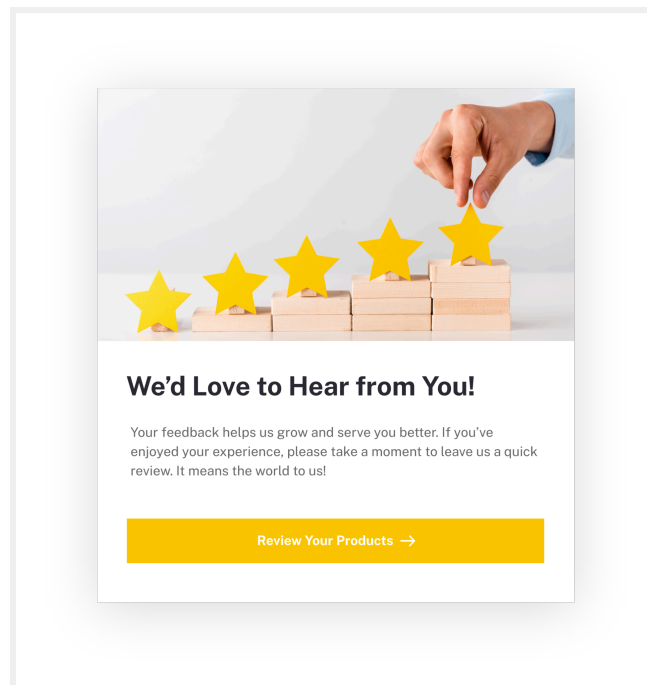 We’d Love to Hear from You!
Your feedback helps us grow and serve you better. If you’ve
enjoyed your experience, please take a moment to leave us a quick
review. It means the world to us!
Review Your Products →